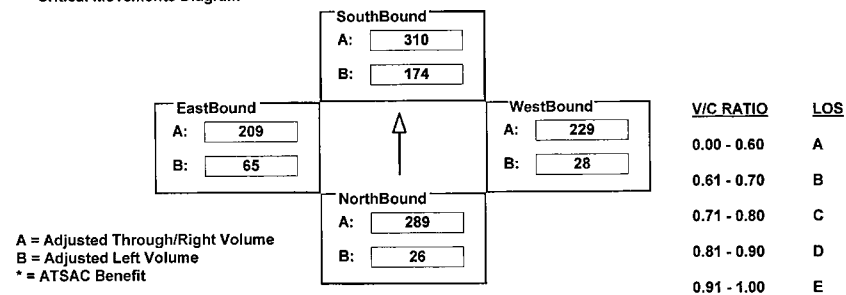 Critical Movements Diagram
SouthBound
A: 310
B: 174
EastBound
A: 209
B: 65
WestBound
A: 229
B: 28
NorthBound
A: 289
B: 26
A = Adjusted Through/Right Volume
B = Adjusted Left Volume
* = ATSAC Benefit
V/C RATIO LOS
0.00 - 0.60 A
0.61 - 0.70 B
0.71 - 0.80 C
0.81 - 0.90 D
0.91 - 1.00 E